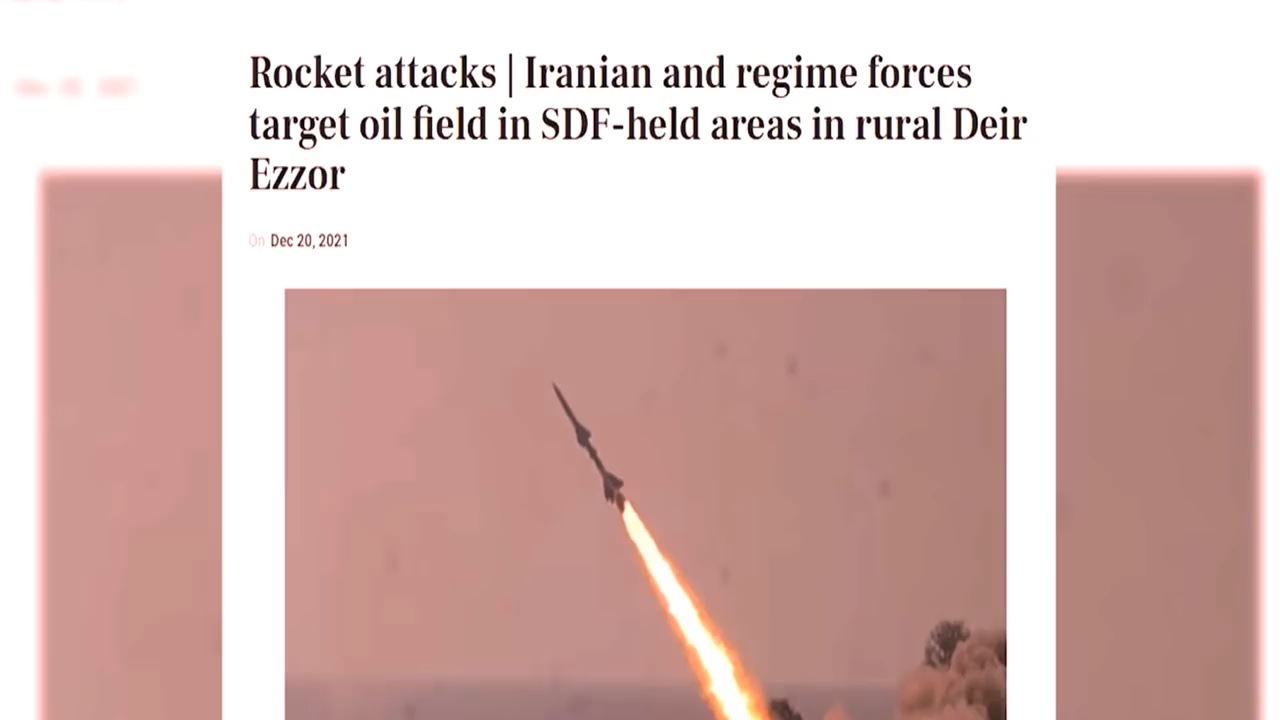 Rocket attacks | Iranian and regime forces
target oil field in SDF-held areas in rural Deir
Ezzor
On Dec 20, 2021